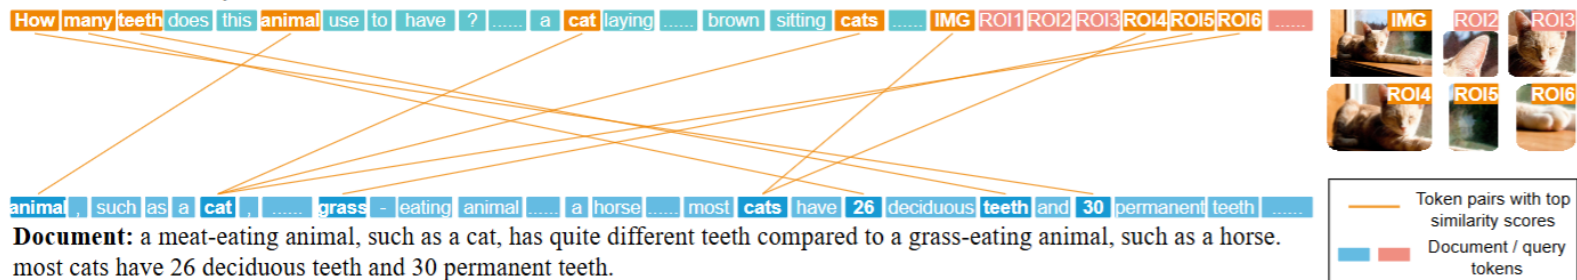 How many teeth does this animal use to have ? ...... a cat laying ...... brown sitting cats ...... IMG ROI1 ROI2 ROI3 ROI4 ROI5 ROI6 ......
IMG ROI2 ROI3
ROI4 ROI5 ROI6
animal , such as a cat , ...... grass - eating animal ...... a horse ...... most cats have 26 deciduous teeth and 30 permanent teeth ......
Token pairs with top
similarity scores
Document / query
tokens
Document: a meat-eating animal, such as a cat, has quite different teeth compared to a grass-eating animal, such as a horse.
most cats have 26 deciduous teeth and 30 permanent teeth.